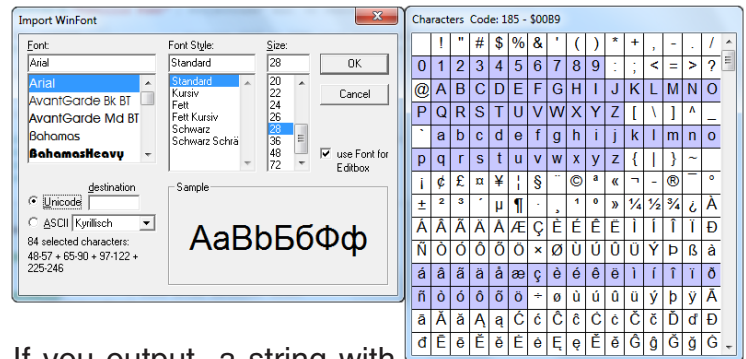 Import WinFont
Font:
Arial
Arial
AvantGarde Bk BT
AvantGarde Md BT
Bahamas
BahamasHeavy
Font Style:
Standard
Standard
Kursiv
Fett
Fett Kursiv
Schwarz
Schwarz Schrä
Size:
28
20
22
24
26
28
36
48
72
OK
Cancel
use Font for
Editbox
destination
Unicode
ASCII Kyrillisch
84 selected characters:
48-57 + 65-90 + 97-122 +
225-246
Sample
АаВbБбФф
Characters Code: 185 - $00B9
! " # $ % & ' ( ) * + , - . /
0 1 2 3 4 5 6 7 8 9 : ; < = > ?
@ A B C D E F G H I J K L M N O
P Q R S T U V W X Y Z [ \ ] ^ _
` a b c d e f g h i j k l m n o
p q r s t u v w x y z { | } ~
¡ ¢ £ ¤ ¥ ¦ § ¨ © ª « ¬ - ® ¯ °
± ² ³ ´ µ ¶ · ¸ ¹ º » ¼ ½ ¾ ¿ À
Á Â Ã Ä Å Æ Ç È É Ê Ë Ì Í Î Ï Ð
Ñ Ò Ó Ô Õ Ö × Ø Ù Ú Û Ü Ý Þ ß à
á â ã ä å æ ç è é ê ë ì í î ï ð
ñ ò ó ô õ ö ÷ ø ù ú û ü ý þ ÿ Ā
ā Ă ă Ą ą Ć ć Ĉ ĉ Ċ ċ Č č Ď ď Đ
đ Ē ē Ĕ ĕ Ė ė Ę ę Ě ě Ĝ ĝ Ğ ğ Ġ
If you output a string with